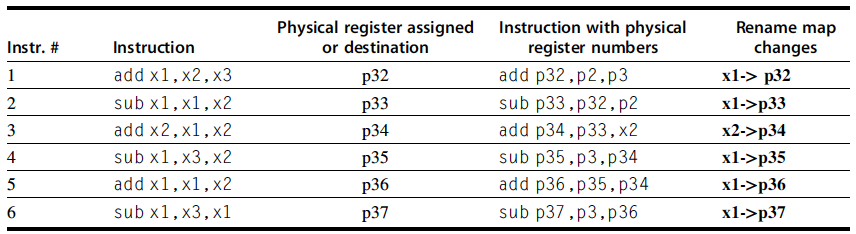 Physical register assigned Instruction with physical Rename map
Instr. # Instruction or destination register numbers changes
1 add x1,x2,x3 p32 add p32,p2,p3 x1-> p32
2 sub x1,x1,x2 p33 sub p33,p32,p2 x1->p33
3 add x2,x1,x2 p34 add p34,p33,x2 x2->p34
4 sub x1,x3,x2 p35 sub p35,p3,p34 x1->p35
5 add x1,x1,x2 p36 add p36,p35,p34 x1->p36
6 sub x1,x3,x1 p37 sub p37,p3,p36 x1->p37